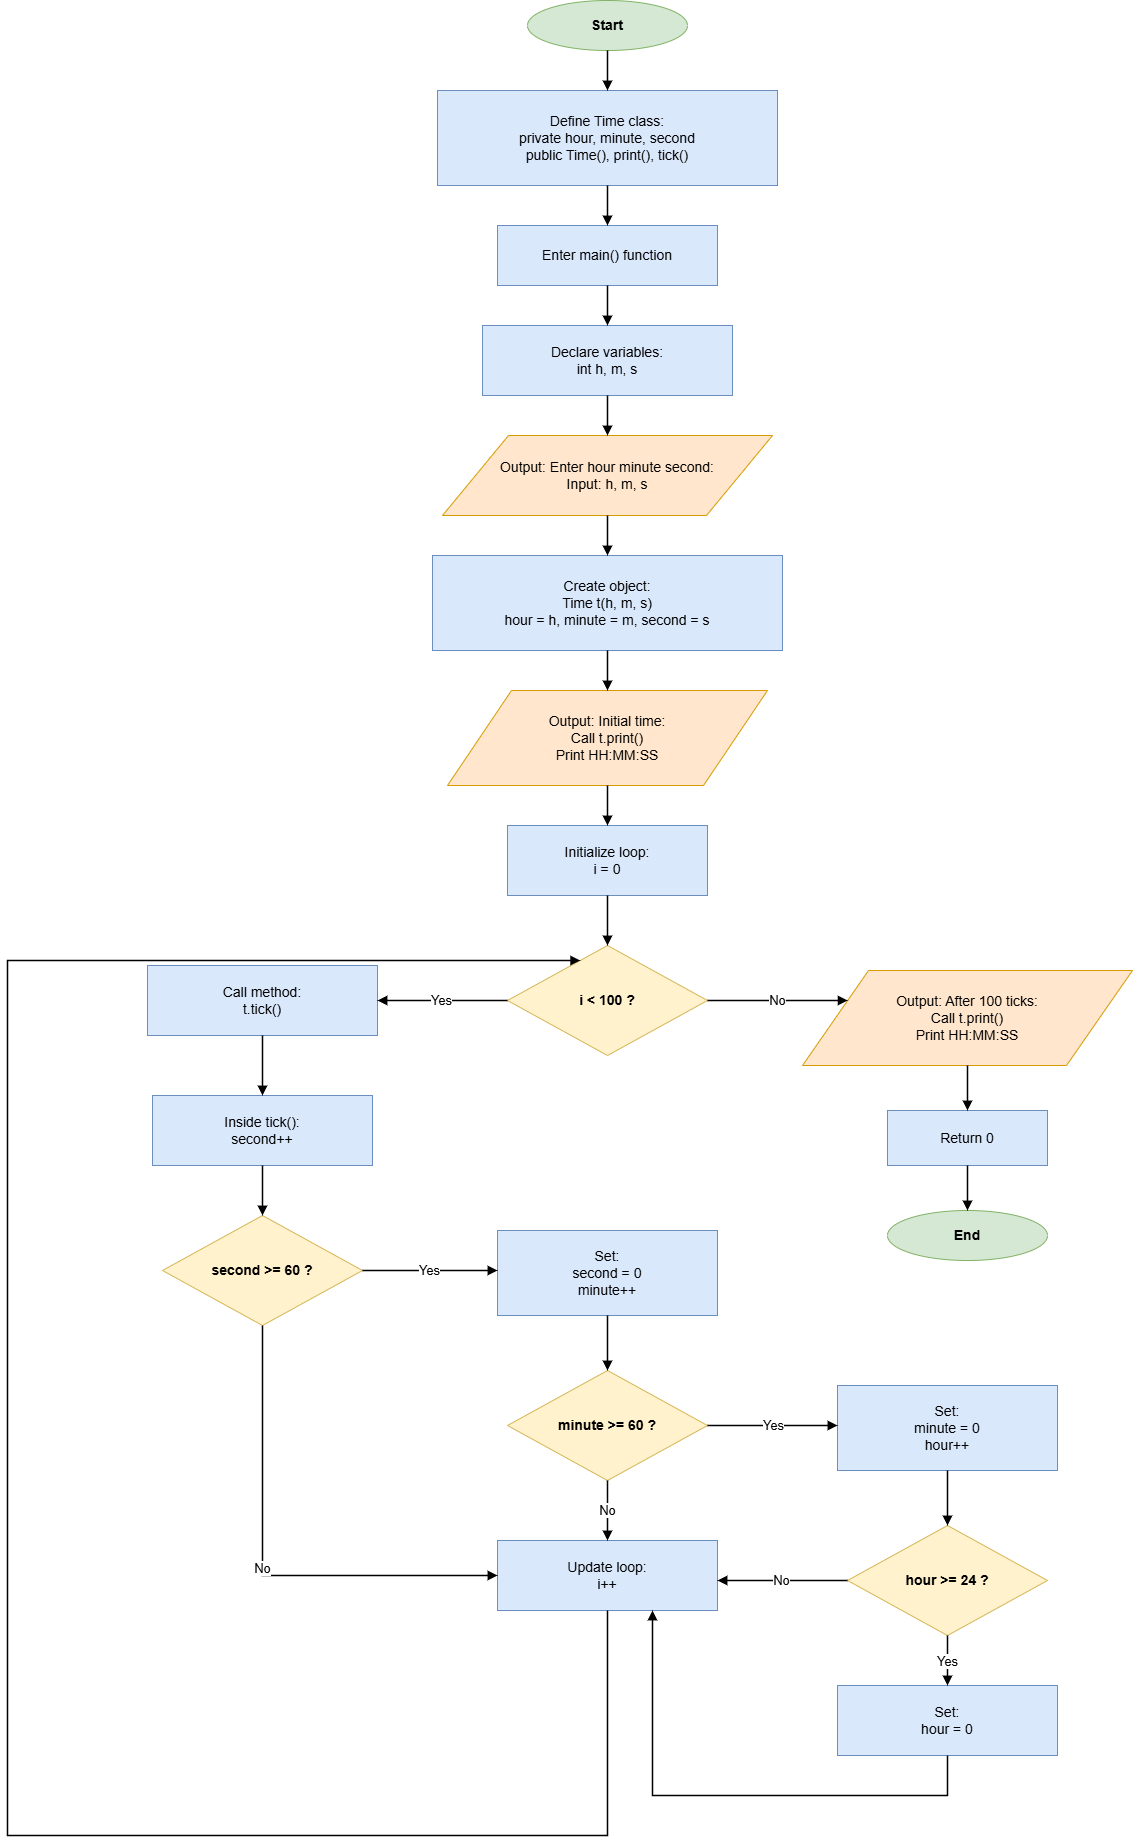 Start
Define Time class:
private hour, minute, second
public Time(), print(), tick()
Enter main() function
Declare variables:
int h, m, s
Output: Enter hour minute second:
Input: h, m, s
Create object:
Time t(h, m, s)
hour = h, minute = m, second = s
Output: Initial time:
Call t.print()
Print HH:MM:SS
Initialize loop:
i = 0
i < 100 ?
Yes
No
Call method:
t.tick()
Output: After 100 ticks:
Call t.print()
Print HH:MM:SS
Inside tick():
second++
Return 0
End
second >= 60 ?
Yes
Set:
second = 0
minute++
minute >= 60 ?
Yes
Set:
minute = 0
hour++
No
No
Update loop:
i++
No
hour >= 24 ?
Yes
Set:
hour = 0